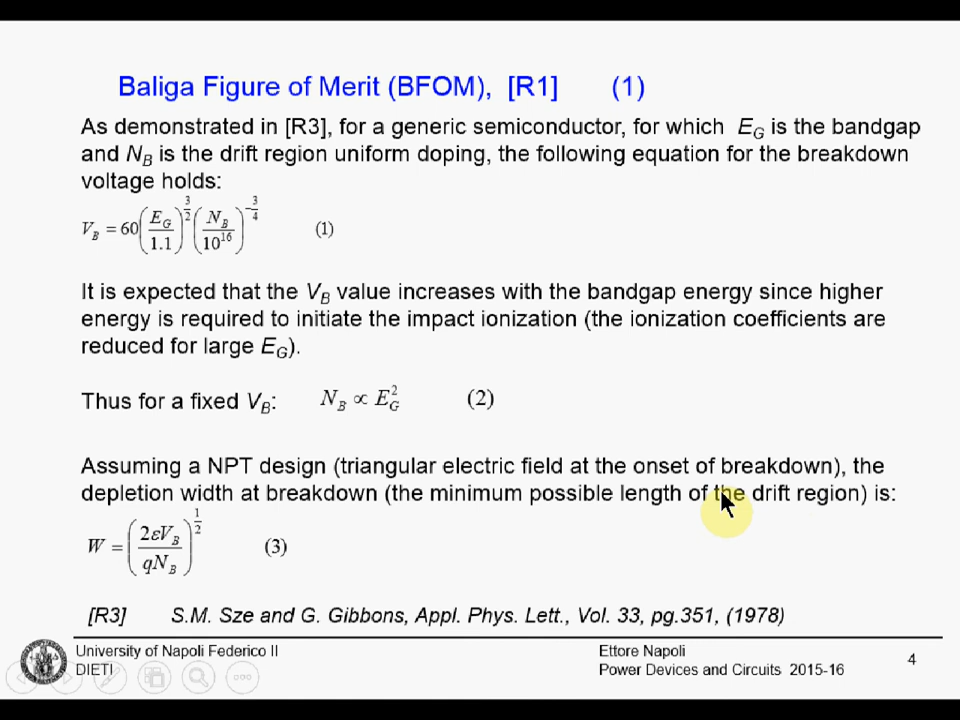 Baliga Figure of Merit (BFOM), [R1] (1)
As demonstrated in [R3], for a generic semiconductor, for which E_G is the bandgap
and N_B is the drift region uniform doping, the following equation for the breakdown
voltage holds:
V_B = 60 (E_G / 1.1)^{3/2} (N_B / 10^{16})^{-3/4} (1)
It is expected that the V_B value increases with the bandgap energy since higher
energy is required to initiate the impact ionization (the ionization coefficients are
reduced for large E_G).
Thus for a fixed V_B: N_B ∝ E_G^2 (2)
Assuming a NPT design (triangular electric field at the onset of breakdown), the
depletion width at breakdown (the minimum possible length of the drift region) is:
W = (2εV_B / qN_B)^{1/2} (3)
[R3] S.M. Sze and G. Gibbons, Appl. Phys. Lett., Vol. 33, pg.351, (1978)
University of Napoli Federico II
DIETI
Ettore Napoli
Power Devices and Circuits 2015-16
4